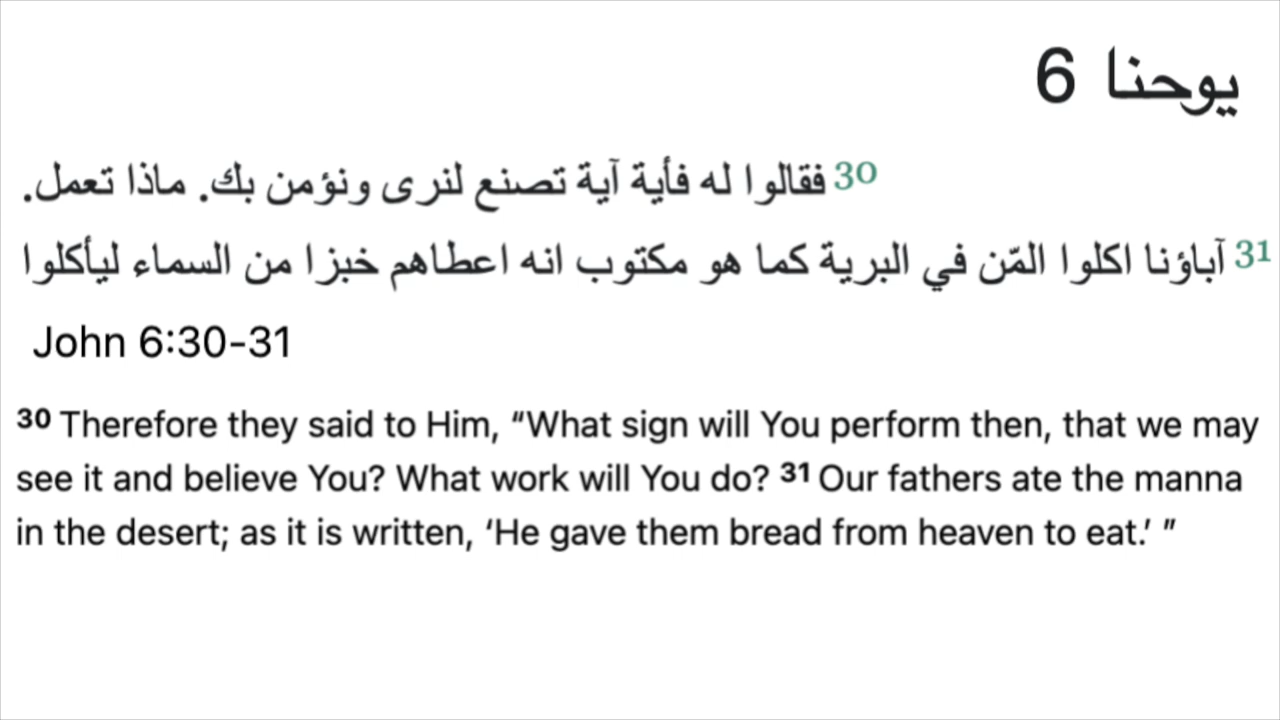 يوحنا 6
30 فقالوا له فأية آية تصنع لنرى ونؤمن بك. ماذا تعمل.
31 آباؤنا اكلوا المّن في البرية كما هو مكتوب انه اعطاهم خبزا من السماء ليأكلوا
John 6:30-31
30 Therefore they said to Him, “What sign will You perform then, that we may
see it and believe You? What work will You do? 31 Our fathers ate the manna
in the desert; as it is written, ‘He gave them bread from heaven to eat.’ ”